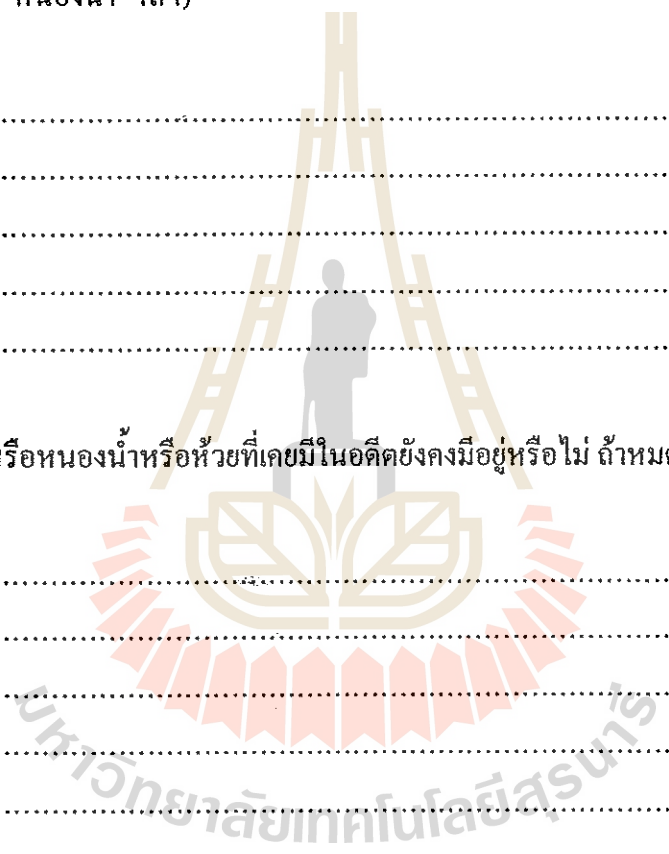 รือหนองน้ำหรือห้วยที่เคยมีในอดีตยังคงมีอยู่หรือไม่ ถ้าหมด
มหาวิทยาลัยเทคโนโลยีสุรนารี